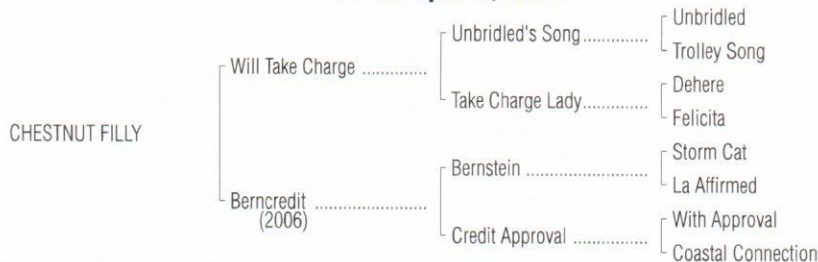 Unbridled
Unbridled's Song ..............
Trolley Song
Will Take Charge ..............
Dehere
Take Charge Lady..............
Felicita
CHESTNUT FILLY
Storm Cat
Bernstein ....................
La Affirmed
Berncredit ....................
(2006)
With Approval
Credit Approval ................
Coastal Connection